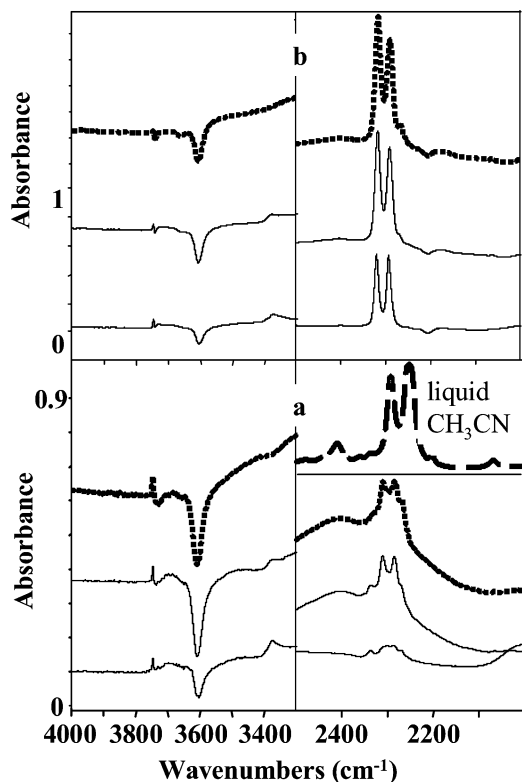 b
Absorbance
1
0
0.9
a
liquid
CH3CN
Absorbance
0
4000 3800 3600 3400 2400 2200
Wavenumbers (cm-1)